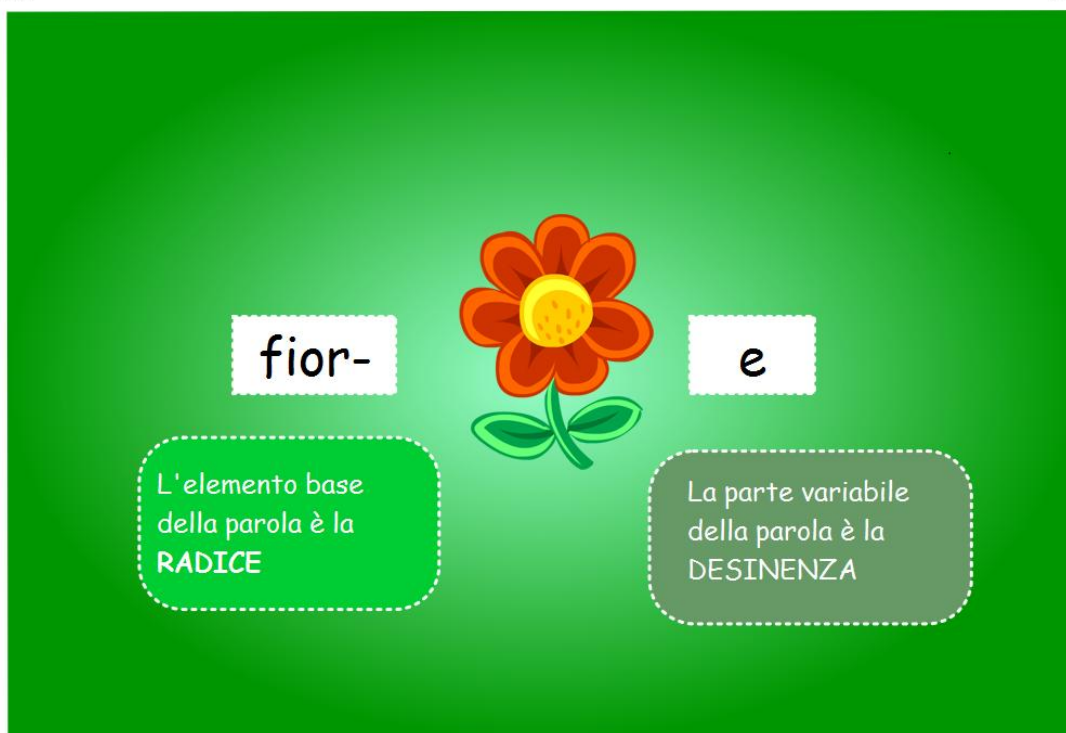 fior-
e
L'elemento base
della parola è la
RADICE
La parte variabile
della parola è la
DESINENZA